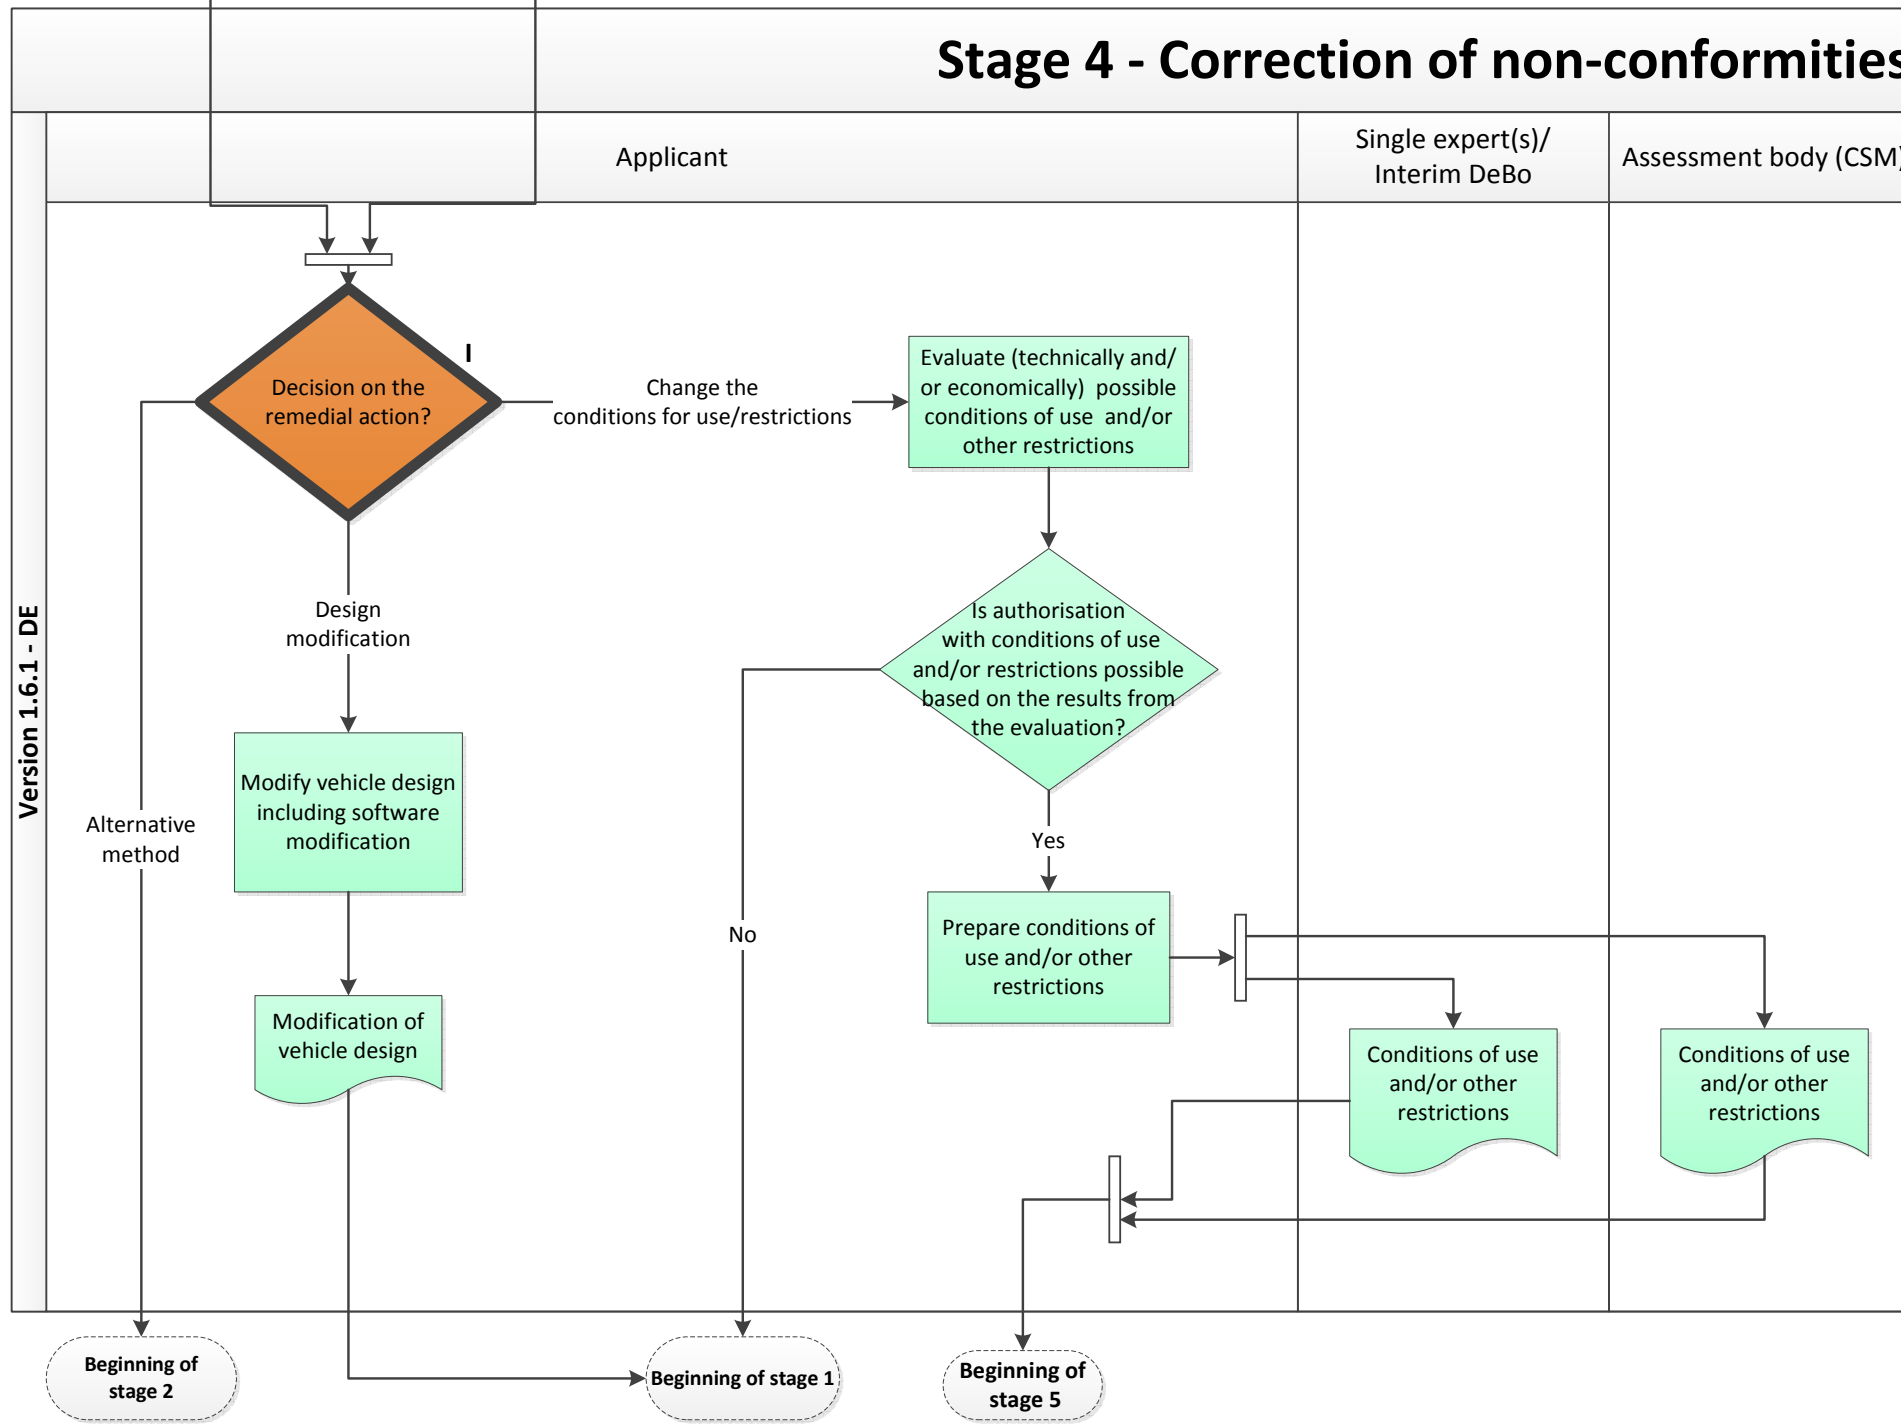 Stage 4 - Correction of non-conformities
Applicant
Single expert(s)/
Interim DeBo
Assessment body (CSM)
Version 1.6.1 - DE
I
Decision on the
remedial action?
Change the
conditions for use/restrictions
Evaluate (technically and/
or economically) possible
conditions of use and/or
other restrictions
Design
modification
Is authorisation
with conditions of use
and/or restrictions possible
based on the results from
the evaluation?
Modify vehicle design
including software
modification
Alternative
method
Yes
No
Prepare conditions of
use and/or other
restrictions
Modification of
vehicle design
Conditions of use
and/or other
restrictions
Conditions of use
and/or other
restrictions
Beginning of
stage 2
Beginning of stage 1
Beginning of
stage 5